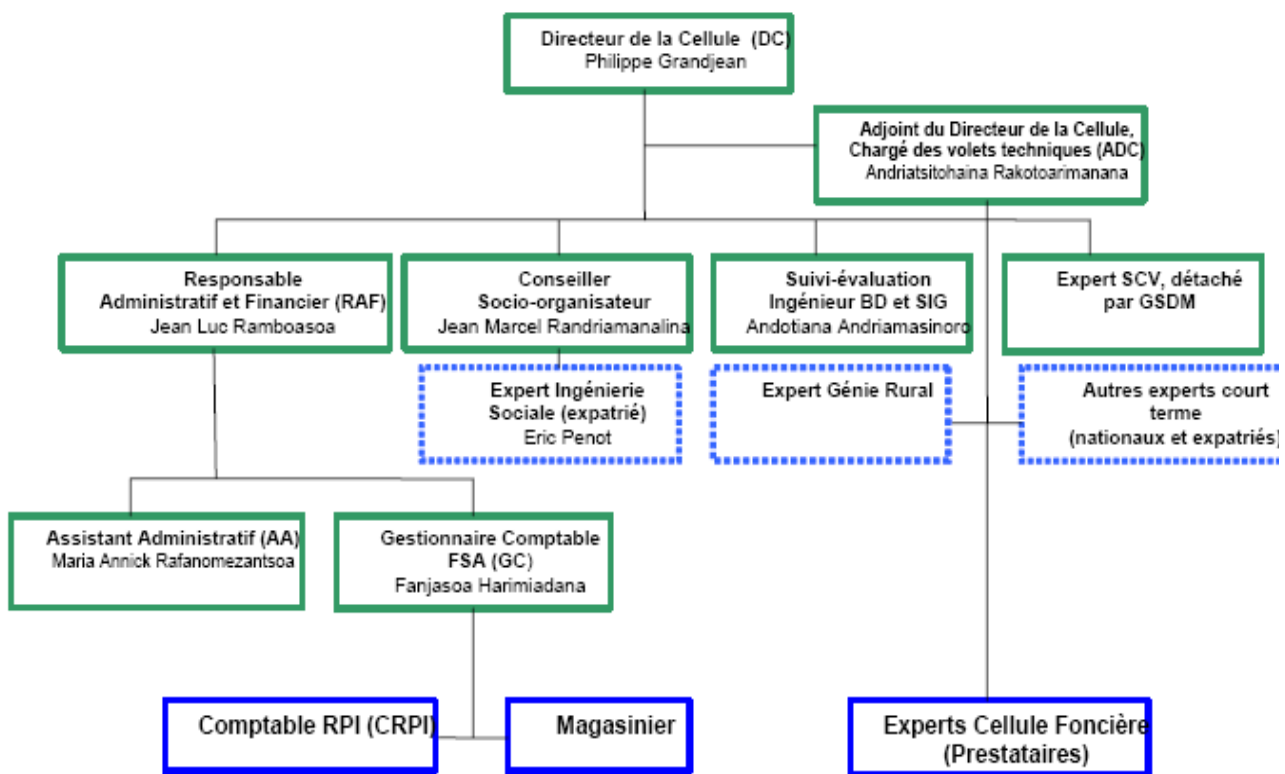 Directeur de la Cellule (DC)
Philippe Grandjean
Adjoint du Directeur de la Cellule,
Chargé des volets techniques (ADC)
Andriatsitohaina Rakotoarimanana
Responsable
Administratif et Financier (RAF)
Jean Luc Ramboasoa
Conseiller
Socio-organisateur
Jean Marcel Randriamanalina
Suivi-évaluation
Ingénieur BD et SIG
Andotiana Andriamasinoro
Expert SCV, détaché
par GSDM
Expert Ingénierie
Sociale (expatrié)
Eric Penot
Expert Génie Rural
Autres experts court
terme
(nationaux et expatriés)
Assistant Administratif (AA)
Maria Annick Rafanomezantsoa
Gestionnaire Comptable
FSA (GC)
Fanjasoa Harimiadana
Comptable RPI (CRPI)
Magasinier
Experts Cellule Foncière
(Prestataires)